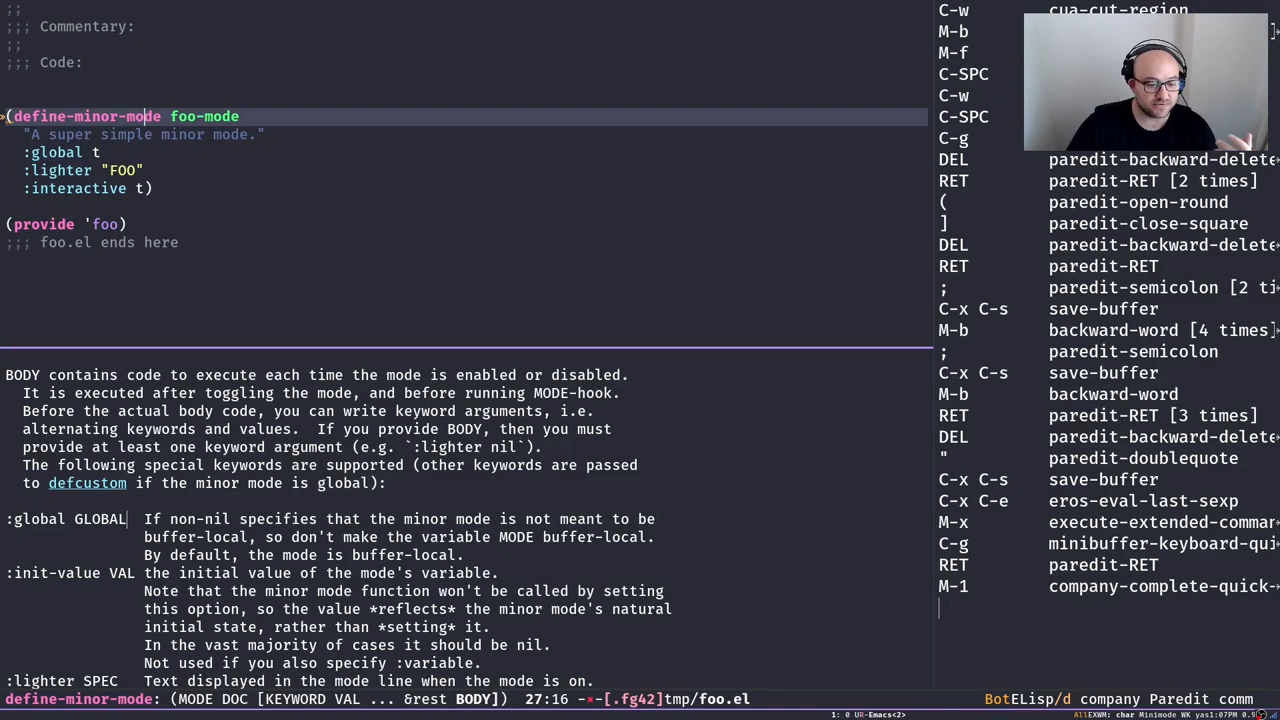 ;;
;;; Commentary:
;;
;;; Code:
(define-minor-mode foo-mode
"A super simple minor mode."
:global t
:lighter "FOO"
:interactive t)
(provide 'foo)
;;; foo.el ends here
BODY contains code to execute each time the mode is enabled or disabled.
It is executed after toggling the mode, and before running MODE-hook.
Before the actual body code, you can write keyword arguments, i.e.
alternating keywords and values.  If you provide BODY, then you must
provide at least one keyword argument (e.g. `:lighter nil`).
The following special keywords are supported (other keywords are passed
to defcustom if the minor mode is global):
:global GLOBAL  If non-nil specifies that the minor mode is not meant to be
buffer-local, so don't make the variable MODE buffer-local.
By default, the mode is buffer-local.
:init-value VAL the initial value of the mode's variable.
Note that the minor mode function won't be called by setting
this option, so the value *reflects* the minor mode's natural
initial state, rather than *setting* it.
In the vast majority of cases it should be nil.
Not used if you also specify :variable.
:lighter SPEC   Text displayed in the mode line when the mode is on.
define-minor-mode: (MODE DOC [KEYWORD VAL ... &rest BODY])  27:16 -×-[.fg42]tmp/foo.el
C-w cua-cut-region
M-b
M-f
C-SPC
C-w
C-SPC
C-g
DEL paredit-backward-delete
RET paredit-RET [2 times]
( paredit-open-round
] paredit-close-square
DEL paredit-backward-delete
RET paredit-RET
; paredit-semicolon [2 ti
C-x C-s save-buffer
M-b backward-word [4 times]
; paredit-semicolon
C-x C-s save-buffer
M-b backward-word
RET paredit-RET [3 times]
DEL paredit-backward-delete
" paredit-doublequote
C-x C-s save-buffer
C-x C-e eros-eval-last-sexp
M-x execute-extended-comman
C-g minibuffer-keyboard-qui
RET paredit-RET
M-1 company-complete-quick-
BotELisp/d company Paredit comm
1: 0 UR-Emacs<2>
AllEXWM: char Minimode WK yas1:07PM 0.9